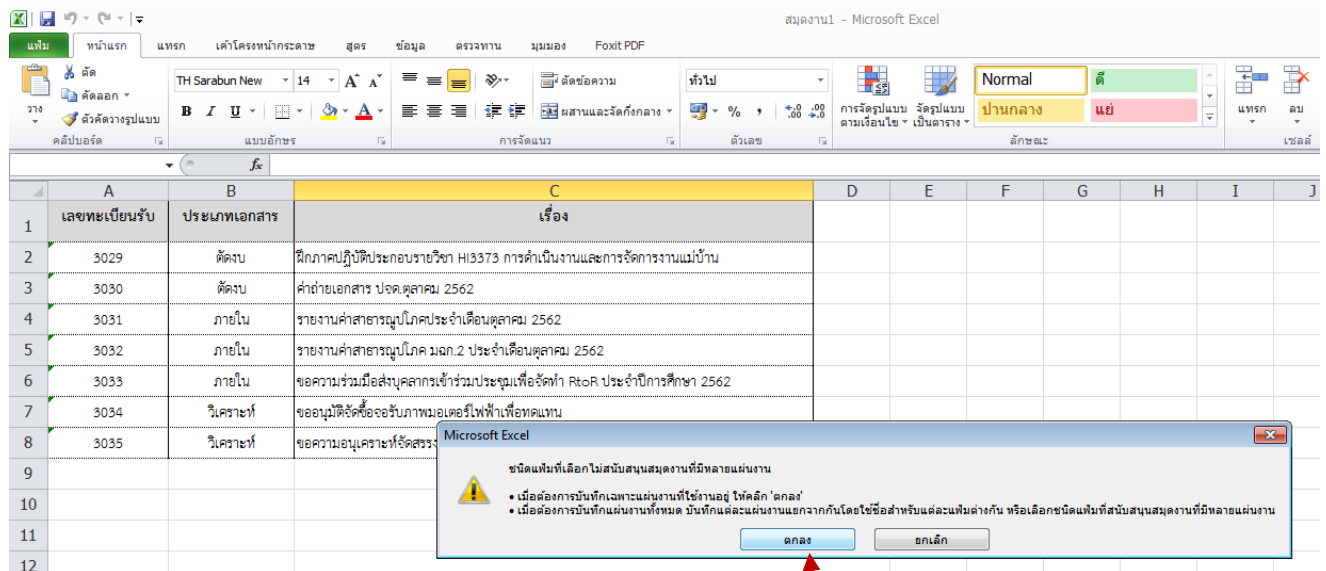 สมุดงาน1 - Microsoft Excel
แฟ้ม หน้าแรก แทรก เค้าโครงหน้ากระดาษ สูตร ข้อมูล ตรวจทาน มุมมอง Foxit PDF
วาง
ตัด
คัดลอก
ตัวคัดวางรูปแบบ
คลิปบอร์ด
TH Sarabun New 14 A A
B I U A
แบบอักษร
ตัดข้อความ
ผสานและจัดกึ่งกลาง
การจัดแนว
ทั่วไป
% , .0 .00 .00 .0
ตัวเลข
การจัดรูปแบบ
ตามเงื่อนไข
จัดรูปแบบ
เป็นตาราง
Normal ดี
ปานกลาง แย่
ลักษณะ
แทรก ลบ
เซลล์
fx
A B C D E F G H I J
1 เลขทะเบียนรับ ประเภทเอกสาร เรื่อง
2 3029 ตัดงบ ฝึกภาคปฏิบัติประกอบรายวิชา HI3373 การดำเนินงานและการจัดการงานแม่บ้าน
3 3030 ตัดงบ ค่าถ่ายเอกสาร ปจด.ตุลาคม 2562
4 3031 ภายใน รายงานค่าสาธารณูปโภคประจำเดือนตุลาคม 2562
5 3032 ภายใน รายงานค่าสาธารณูปโภค มฉก.2 ประจำเดือนตุลาคม 2562
6 3033 ภายใน ขอความร่วมมือส่งบุคลากรเข้าร่วมประชุมเพื่อจัดทำ RtoR ประจำปีการศึกษา 2562
7 3034 วิเคราะห์ ขออนุมัติจัดซื้อจอรับภาพมอเตอร์ไฟฟ้าเพื่อทดแทน
8 3035 วิเคราะห์ ขอความอนุเคราะห์จัดสรร
9
10
11
12
Microsoft Excel
ชนิดแฟ้มที่เลือกไม่สนับสนุนสมุดงานที่มีหลายแผ่นงาน
• เมื่อต้องการบันทึกเฉพาะแผ่นงานที่ใช้งานอยู่ ให้คลิก 'ตกลง'
• เมื่อต้องการบันทึกแผ่นงานทั้งหมด บันทึกแต่ละแผ่นงานแยกจากกันโดยใช้ชื่อสำหรับแต่ละแฟ้มต่างกัน หรือเลือกชนิดแฟ้มที่สนับสนุนสมุดงานที่มีหลายแผ่นงาน
ตกลง ยกเลิก